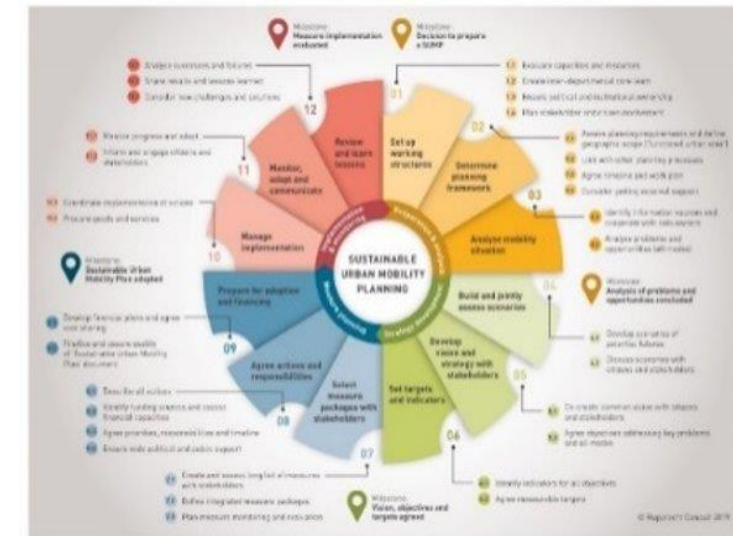 Milestone:
Measure implementation
evaluated
Milestone:
Decision to prepare
a SUMP
Analyse successes and failures
Share results and lessons learned
Consider new challenges and solutions
12
Review
and learn
lessons
01
Set up
working
structures
Evaluate capacities and resources
Create inter-departmental core team
Ensure political and institutional ownership
Plan stakeholder and citizen involvement
Monitor progress and adapt
Inform and engage citizens and
stakeholders
11
Monitor,
adapt and
communicate
02
Determine
planning
framework
Assess planning requirements and define
geographic scope ('functional urban area')
Link with other planning processes
Agree timeline and work plan
Consider getting external support
Coordinate implementation of actions
Procure goods and services
10
Manage
implementation
03
Analyse mobility
situation
Identify information sources and
cooperate with data owners
Analyse problems and
opportunities (all modes)
Implementation
& monitoring
Preparation & analysis
SUSTAINABLE
URBAN MOBILITY
PLANNING
Measure planning
Strategy development
Milestone:
Sustainable Urban
Mobility Plan adopted
Milestone:
Analysis of problems and
opportunities concluded
Prepare for adoption
and financing
09
Develop financial plans and agree
cost sharing
Finalise and assure quality
of 'Sustainable Urban Mobility
Plan' document
04
Build and jointly
assess scenarios
Develop scenarios of
potential futures
Discuss scenarios with
citizens and stakeholders
Agree actions and
responsibilities
08
Describe all actions
Identify funding sources and assess
financial capacities
Agree priorities, responsibilities and timeline
Ensure wide political and public support
05
Develop
vision and
strategy with
stakeholders
Co-create common vision with citizens
and stakeholders
Agree objectives addressing key problems
and all modes
Select
measure
packages with
stakeholders
07
Create and assess long list of measures
with stakeholders
Define integrated measure packages
Plan measure monitoring and evaluation
Set targets
and indicators
06
Identify indicators for all objectives
Agree measurable targets
Milestone:
Vision, objectives and
targets agreed
© Rupprecht Consult 2019